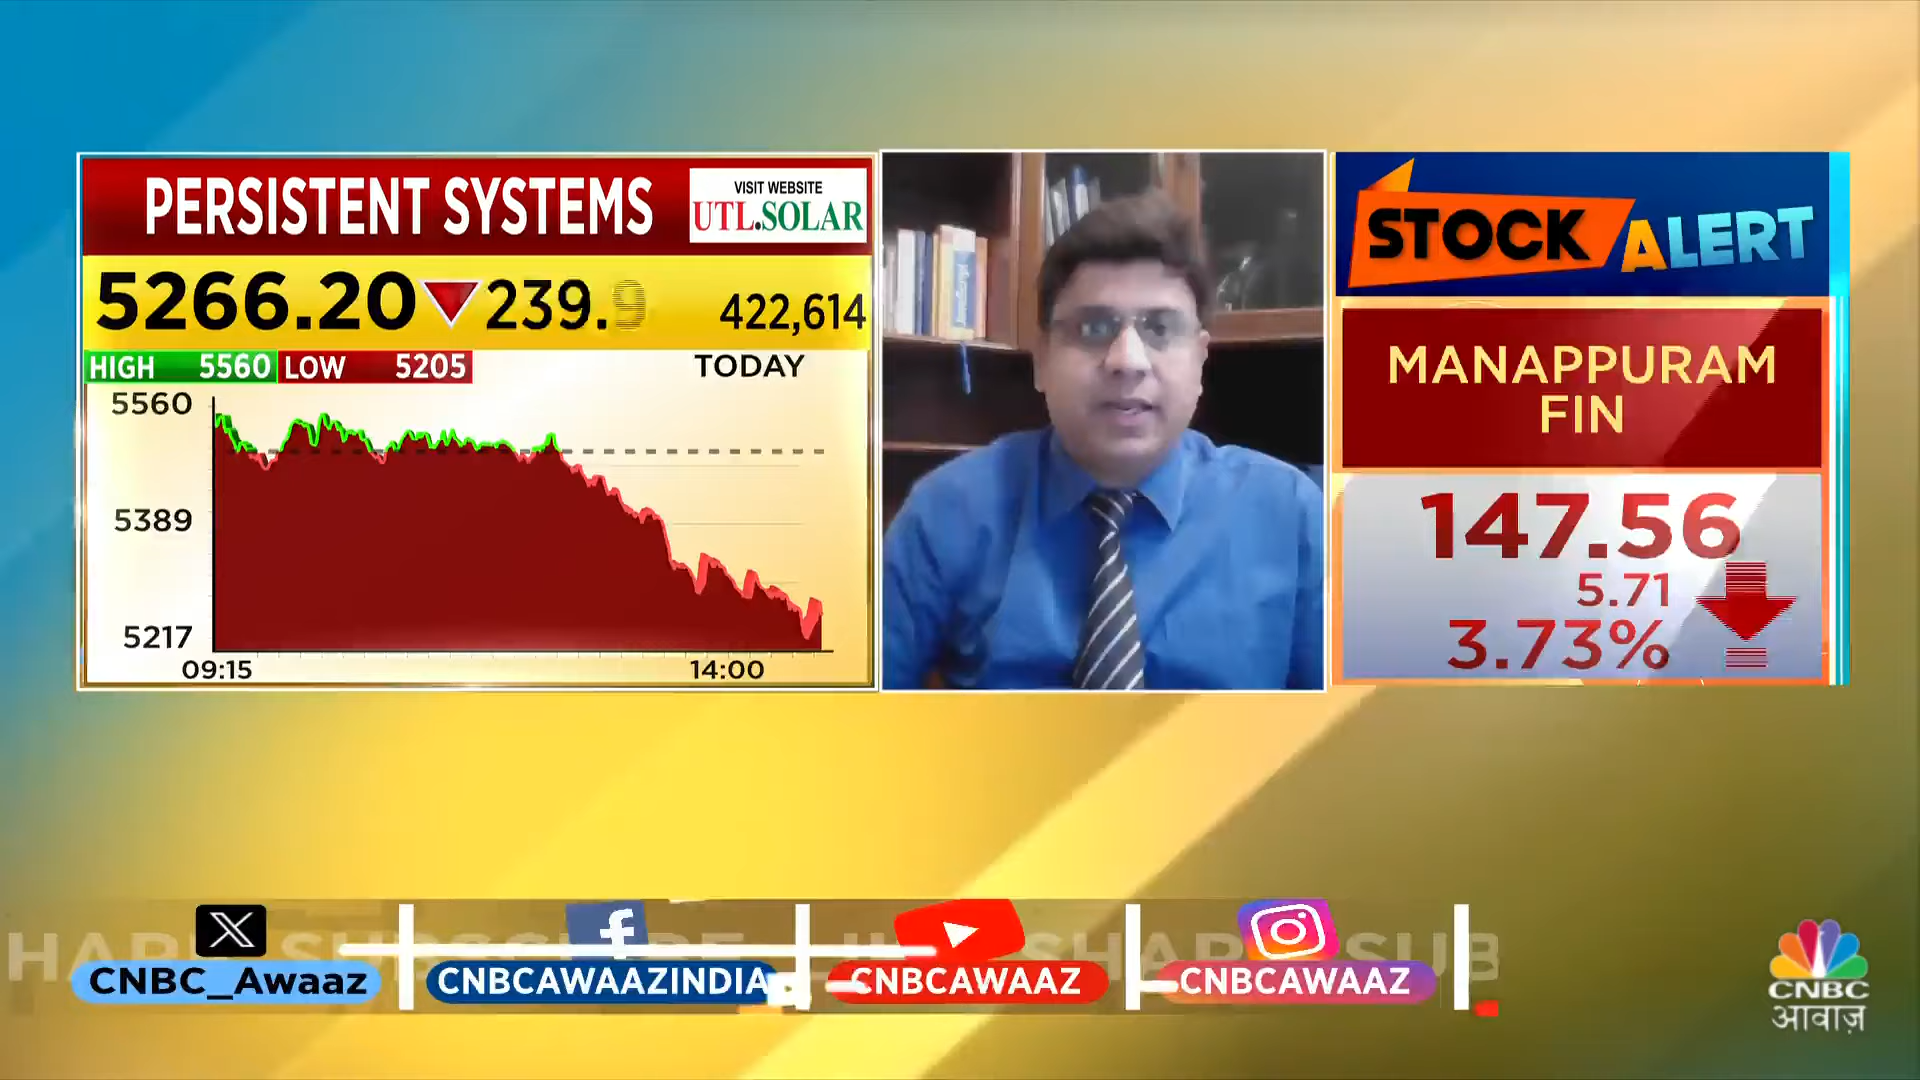 PERSISTENT SYSTEMS
VISIT WEBSITE
UTL.SOLAR
5266.20 239.9 422,614
HIGH 5560 LOW 5205 TODAY
5560
5389
5217
09:15 14:00
STOCK ALERT
MANAPPURAM
FIN
147.56
5.71
3.73%
CNBC_Awaaz
CNBCAWAAZINDIA
CNBCAWAAZ
CNBCAWAAZ
CNBC
आवाज़